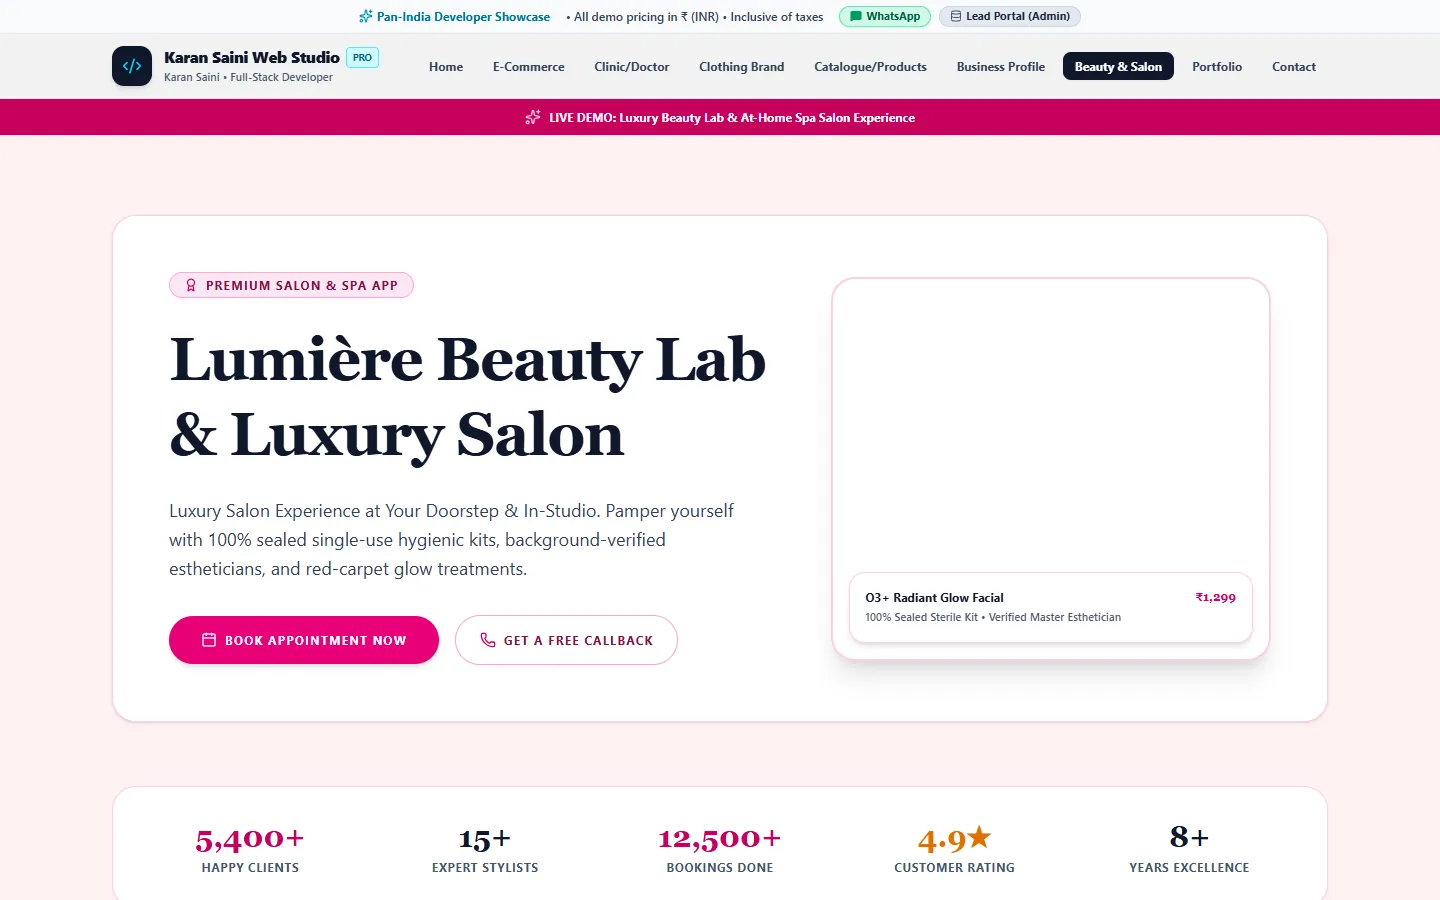 Pan-India Developer Showcase • All demo pricing in ₹ (INR) • Inclusive of taxes WhatsApp Lead Portal (Admin)
Karan Saini Web Studio PRO
Karan Saini • Full-Stack Developer
Home E-Commerce Clinic/Doctor Clothing Brand Catalogue/Products Business Profile Beauty & Salon Portfolio Contact
LIVE DEMO: Luxury Beauty Lab & At-Home Spa Salon Experience
PREMIUM SALON & SPA APP
Lumière Beauty Lab
& Luxury Salon
Luxury Salon Experience at Your Doorstep & In-Studio. Pamper yourself
with 100% sealed single-use hygienic kits, background-verified
estheticians, and red-carpet glow treatments.
BOOK APPOINTMENT NOW GET A FREE CALLBACK
O3+ Radiant Glow Facial ₹1,299
100% Sealed Sterile Kit • Verified Master Esthetician
5,400+ 15+ 12,500+ 4.9★ 8+
HAPPY CLIENTS EXPERT STYLISTS BOOKINGS DONE CUSTOMER RATING YEARS EXCELLENCE